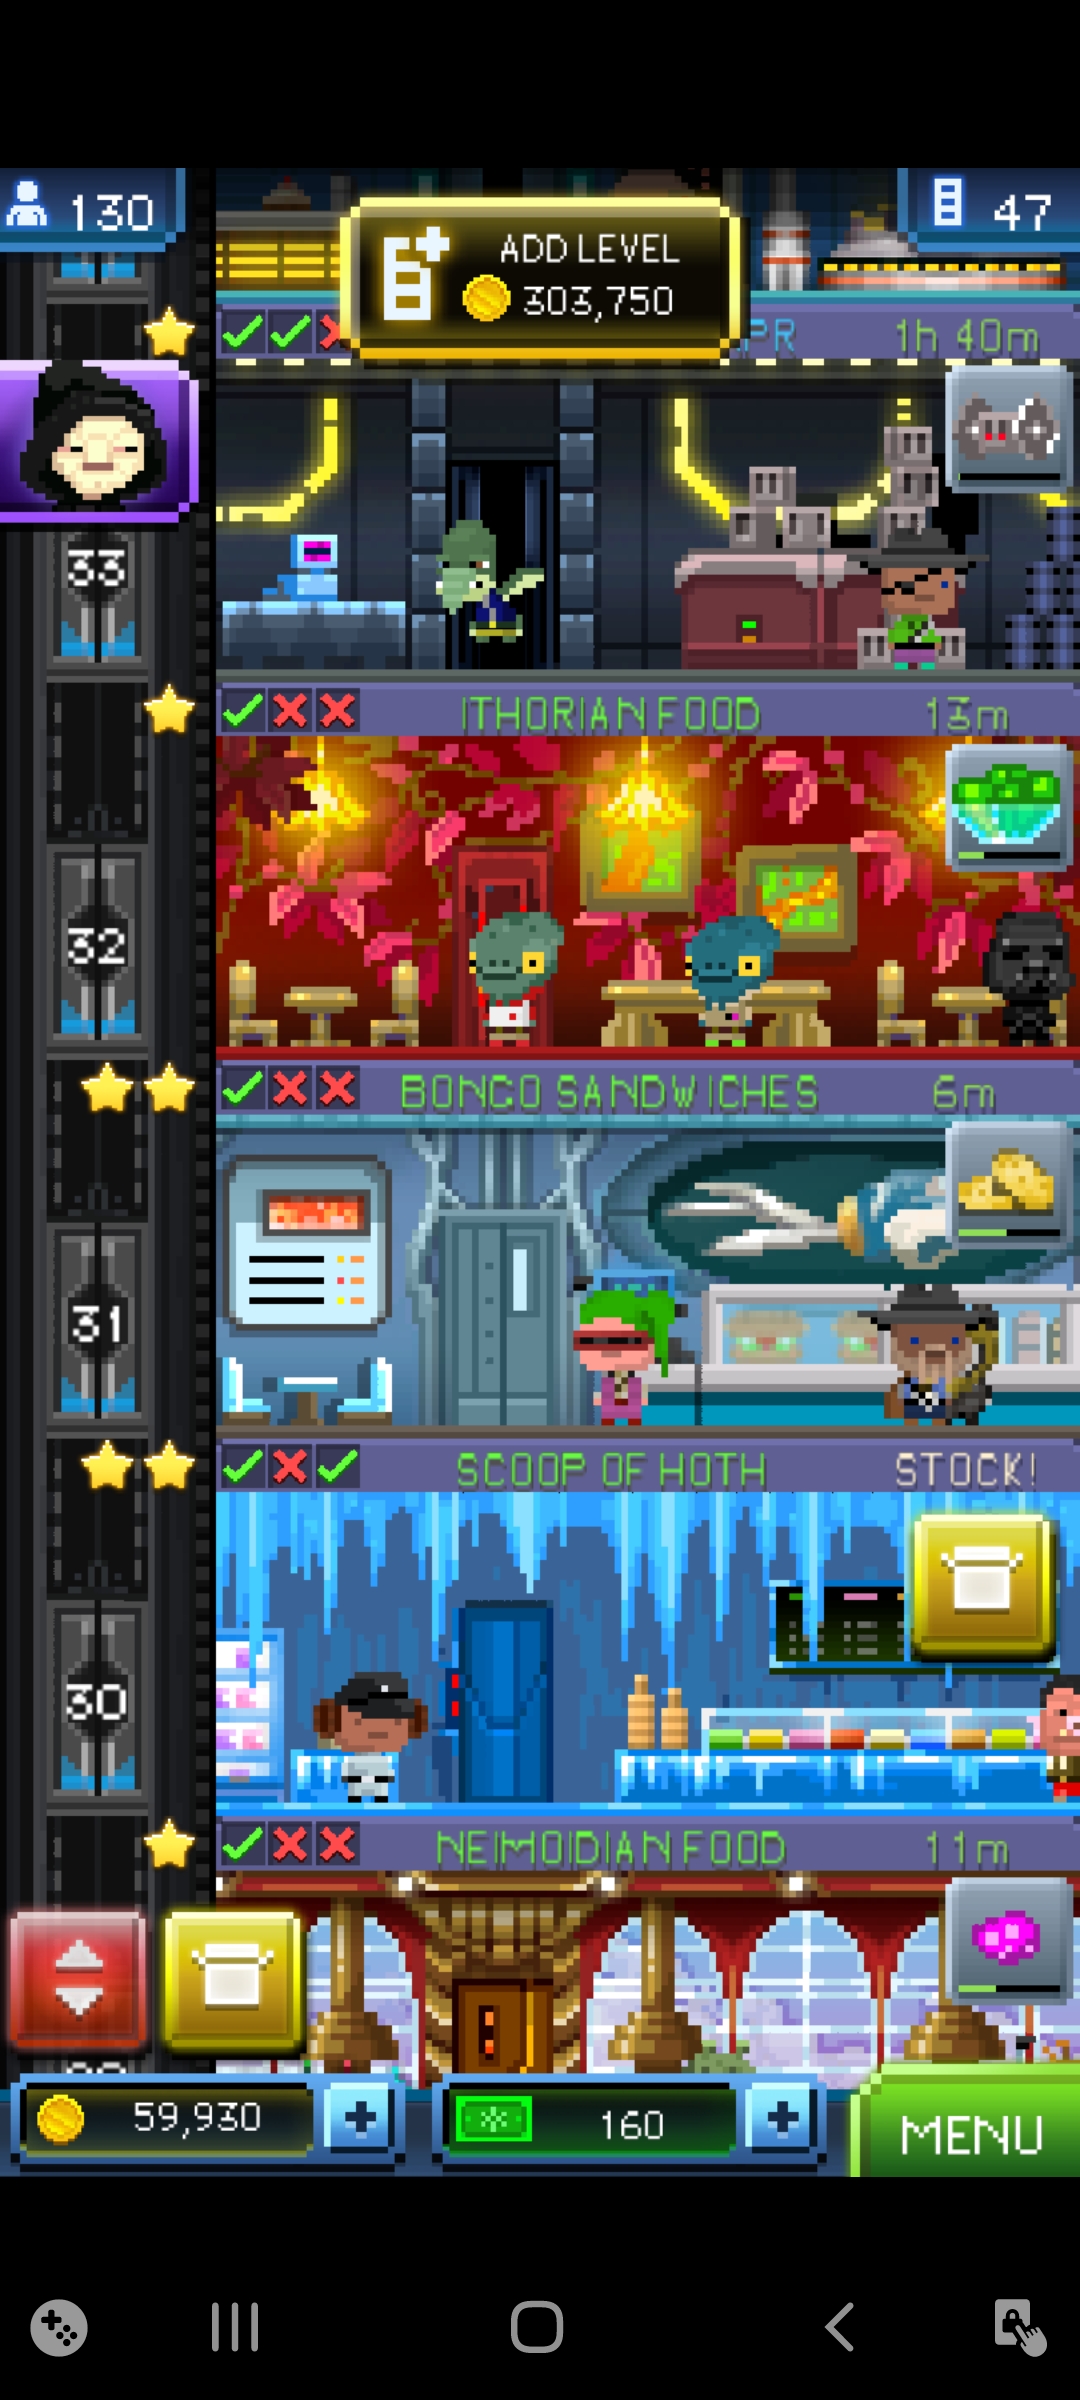 130
47
ADD LEVEL
303,750
PR 1h 40m
33
ITHORIAN FOOD 13m
32
BONGO SANDWICHES 6m
31
SCOOP OF HOTH STOCK!
30
NEIMOIDIAN FOOD 11m
59,930
160
MENU